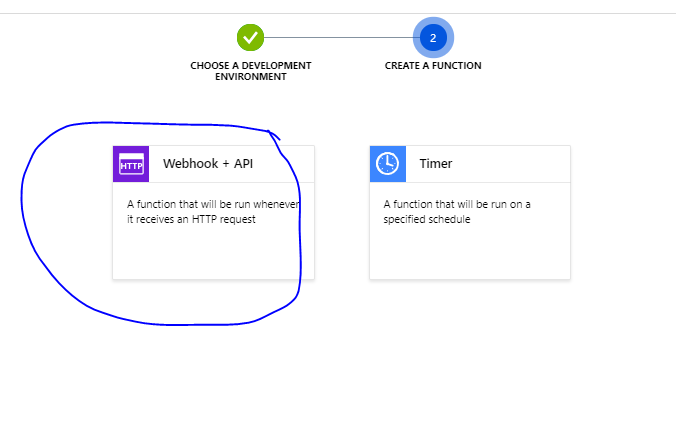 2
CHOOSE A DEVELOPMENT
ENVIRONMENT
CREATE A FUNCTION
HTTP
Webhook + API
A function that will be run whenever
it receives an HTTP request
Timer
A function that will be run on a
specified schedule